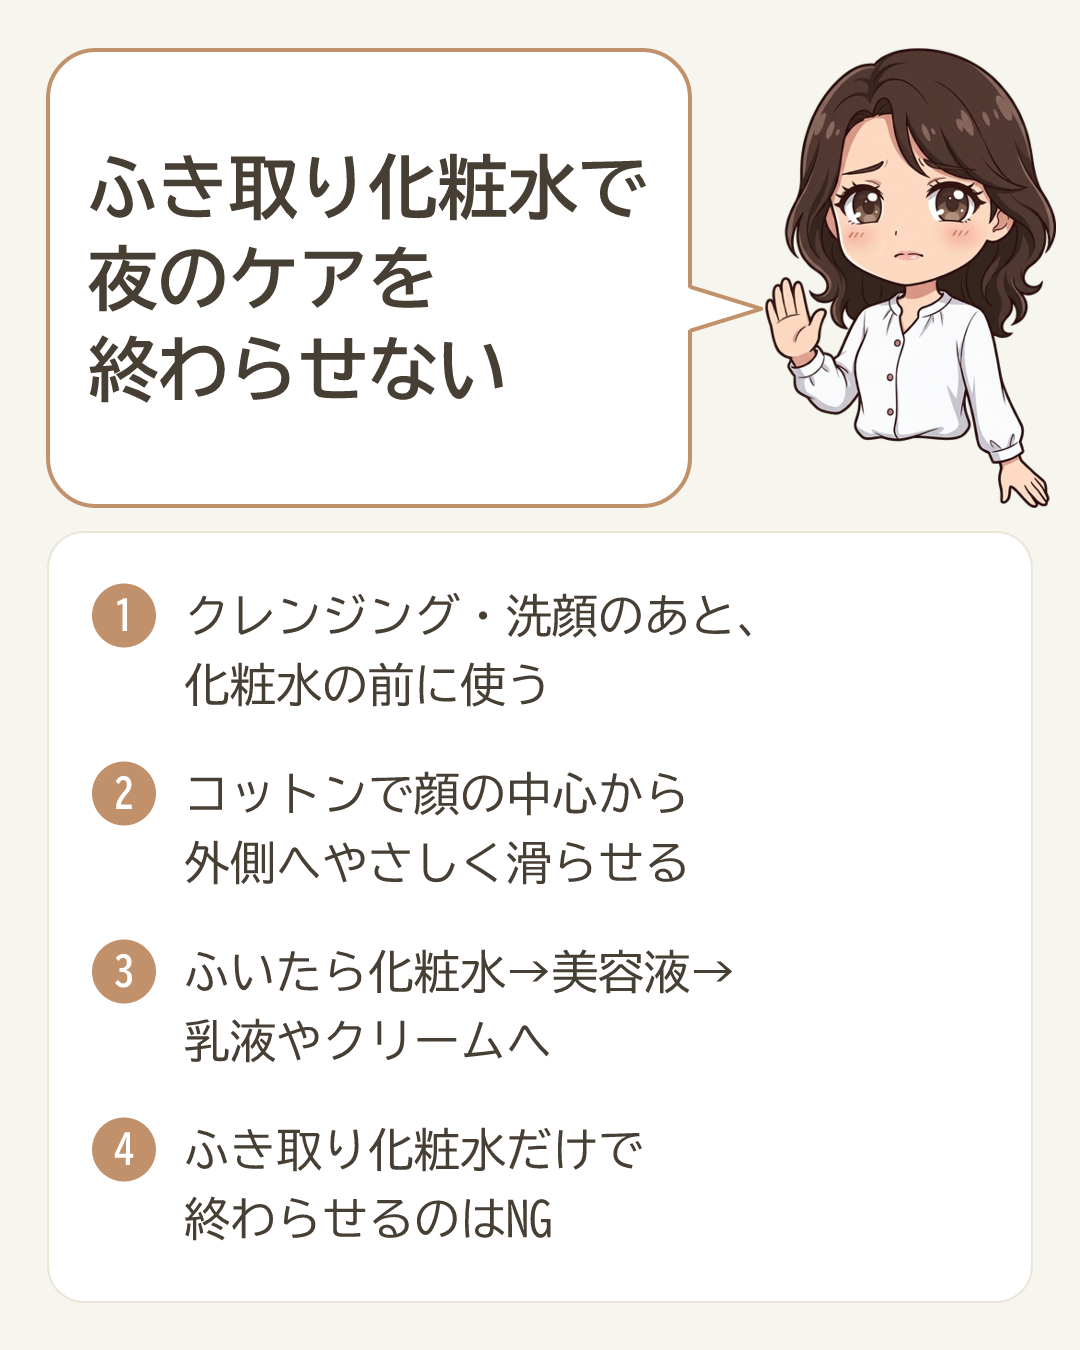 ふき取り化粧水で
夜のケアを
終わらせない
1 クレンジング・洗顔のあと、
化粧水の前に使う
2 コットンで顔の中心から
外側へやさしく滑らせる
3 ふいたら化粧水→美容液→
乳液やクリームへ
4 ふき取り化粧水だけで
終わらせるのはNG